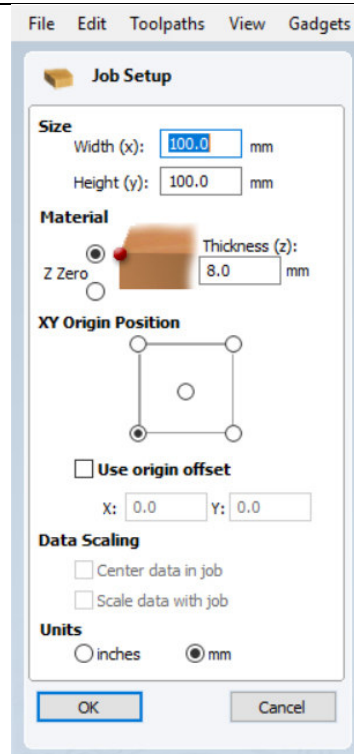 File Edit Toolpaths View Gadgets
Job Setup
Size
Width (x): 100.0 mm
Height (y): 100.0 mm
Material
Thickness (z):
Z Zero 8.0 mm
XY Origin Position
Use origin offset
X: 0.0 Y: 0.0
Data Scaling
Center data in job
Scale data with job
Units
inches mm
OK Cancel